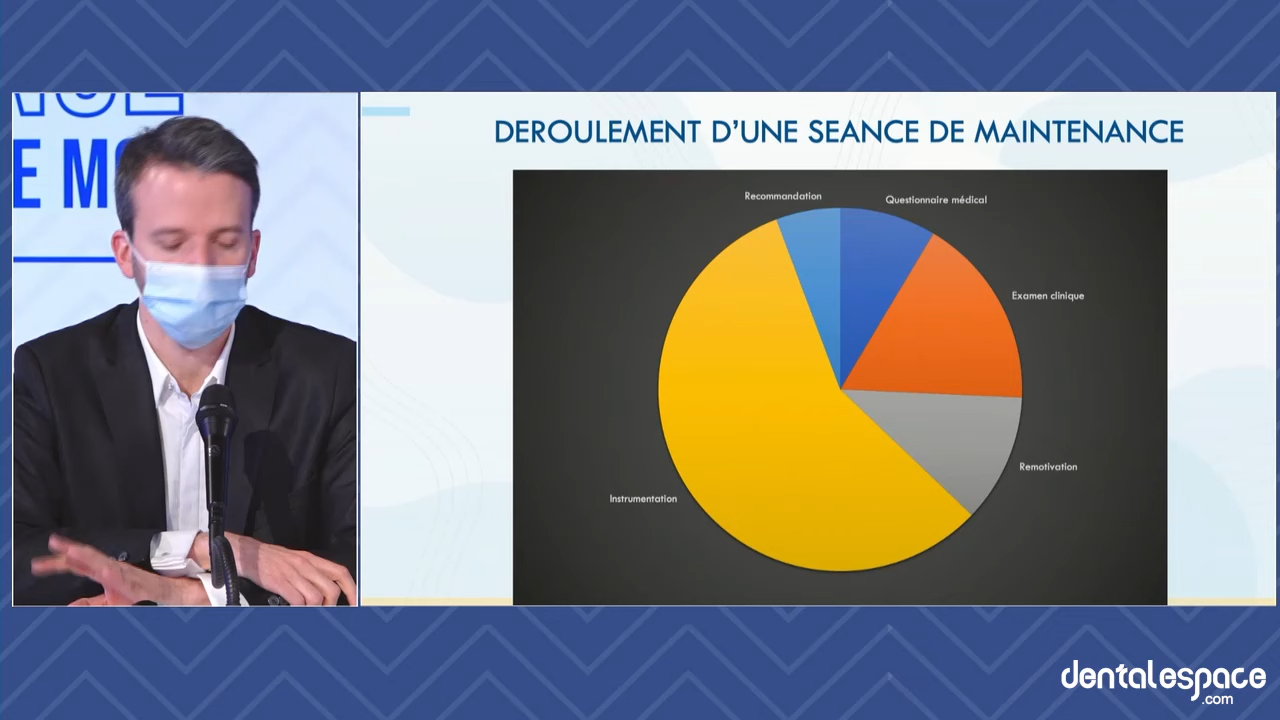 E M
DEROULEMENT D'UNE SEANCE DE MAINTENANCE
Recommandation
Questionnaire médical
Examen clinique
Remotivation
Instrumentation
dentalespace
.com